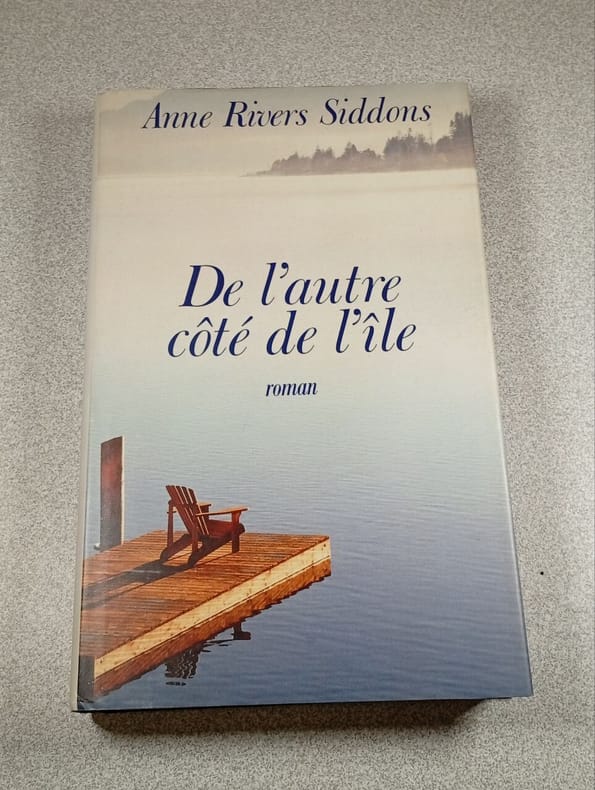 Anne Rivers Siddons
De l'autre
côté de l'île
roman